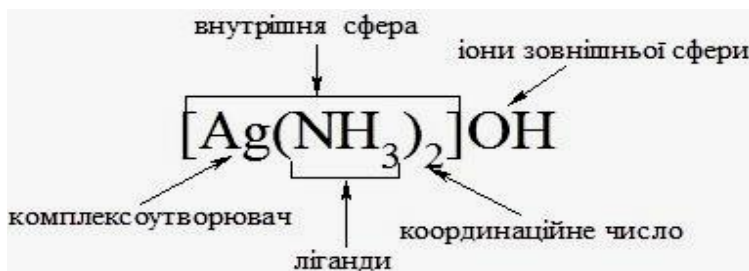 внутрішня сфера
іони зовнішньої сфери
[Ag(NH₃)₂]OH
комплексоутворювач
координаційне число
ліганди